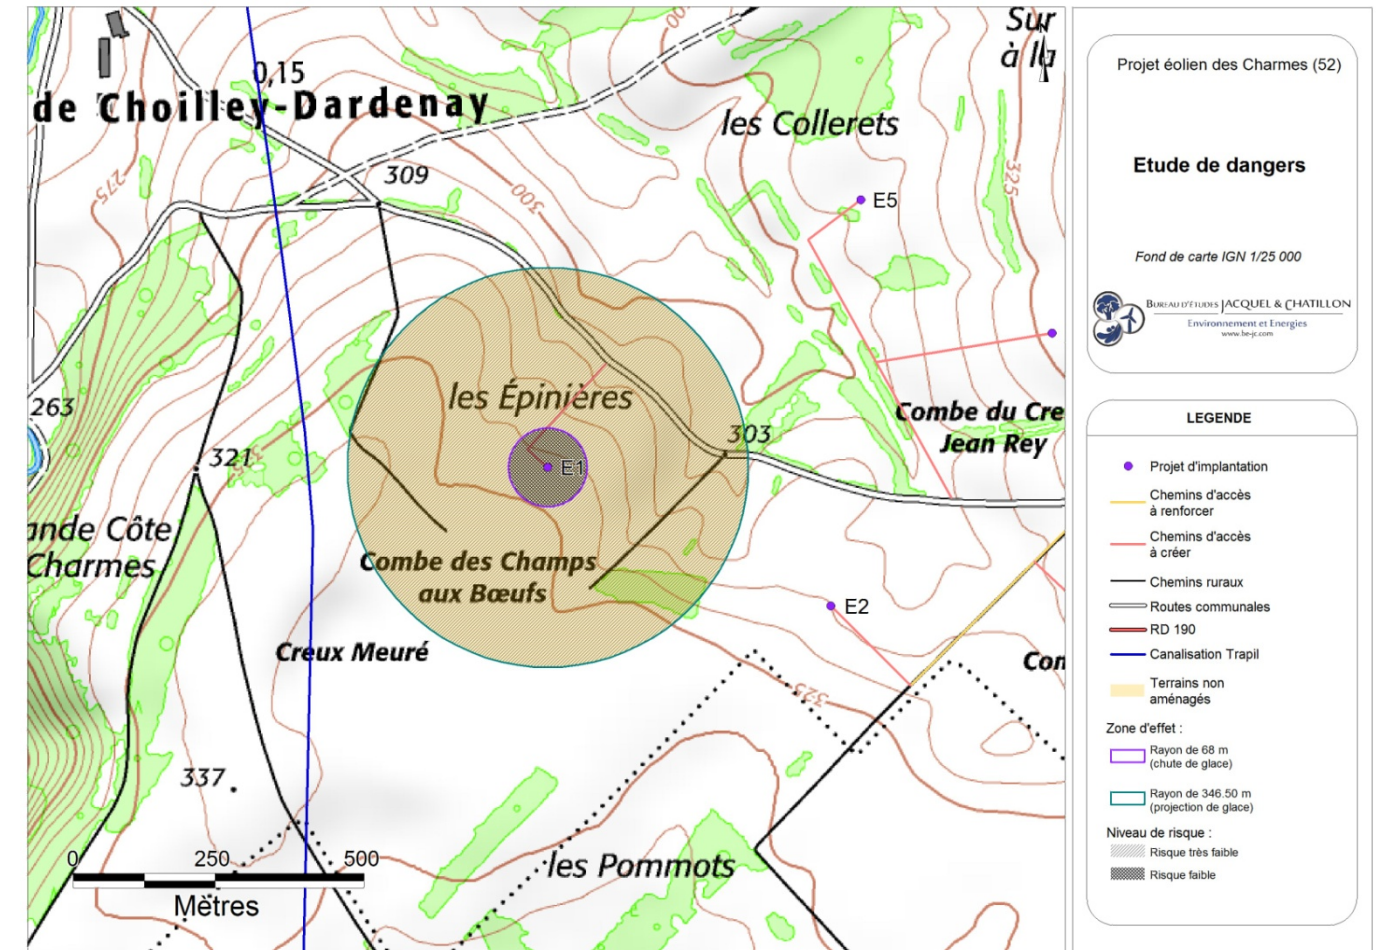 Sur
à la
N
0,15
de Choilley-Dardenay
les Collerets
309
275
300
325
E5
263
les Épinières
Combe du Cre
Jean Rey
303
321
E1
ande Côte
Charmes
Combe des Champs
aux Bœufs
E2
Creux Meuré
Con
325
337
les Pommots
0 250 500
Mètres
Projet éolien des Charmes (52)
Etude de dangers
Fond de carte IGN 1/25 000
BUREAU D'ÉTUDES JACQUEL & CHATILLON
Environnement et Energies
www.be-jc.com
LEGENDE
Projet d'implantation
Chemins d'accès
à renforcer
Chemins d'accès
à créer
Chemins ruraux
Routes communales
RD 190
Canalisation Trapil
Terrains non
aménagés
Zone d'effet :
Rayon de 68 m
(chute de glace)
Rayon de 346.50 m
(projection de glace)
Niveau de risque :
Risque très faible
Risque faible